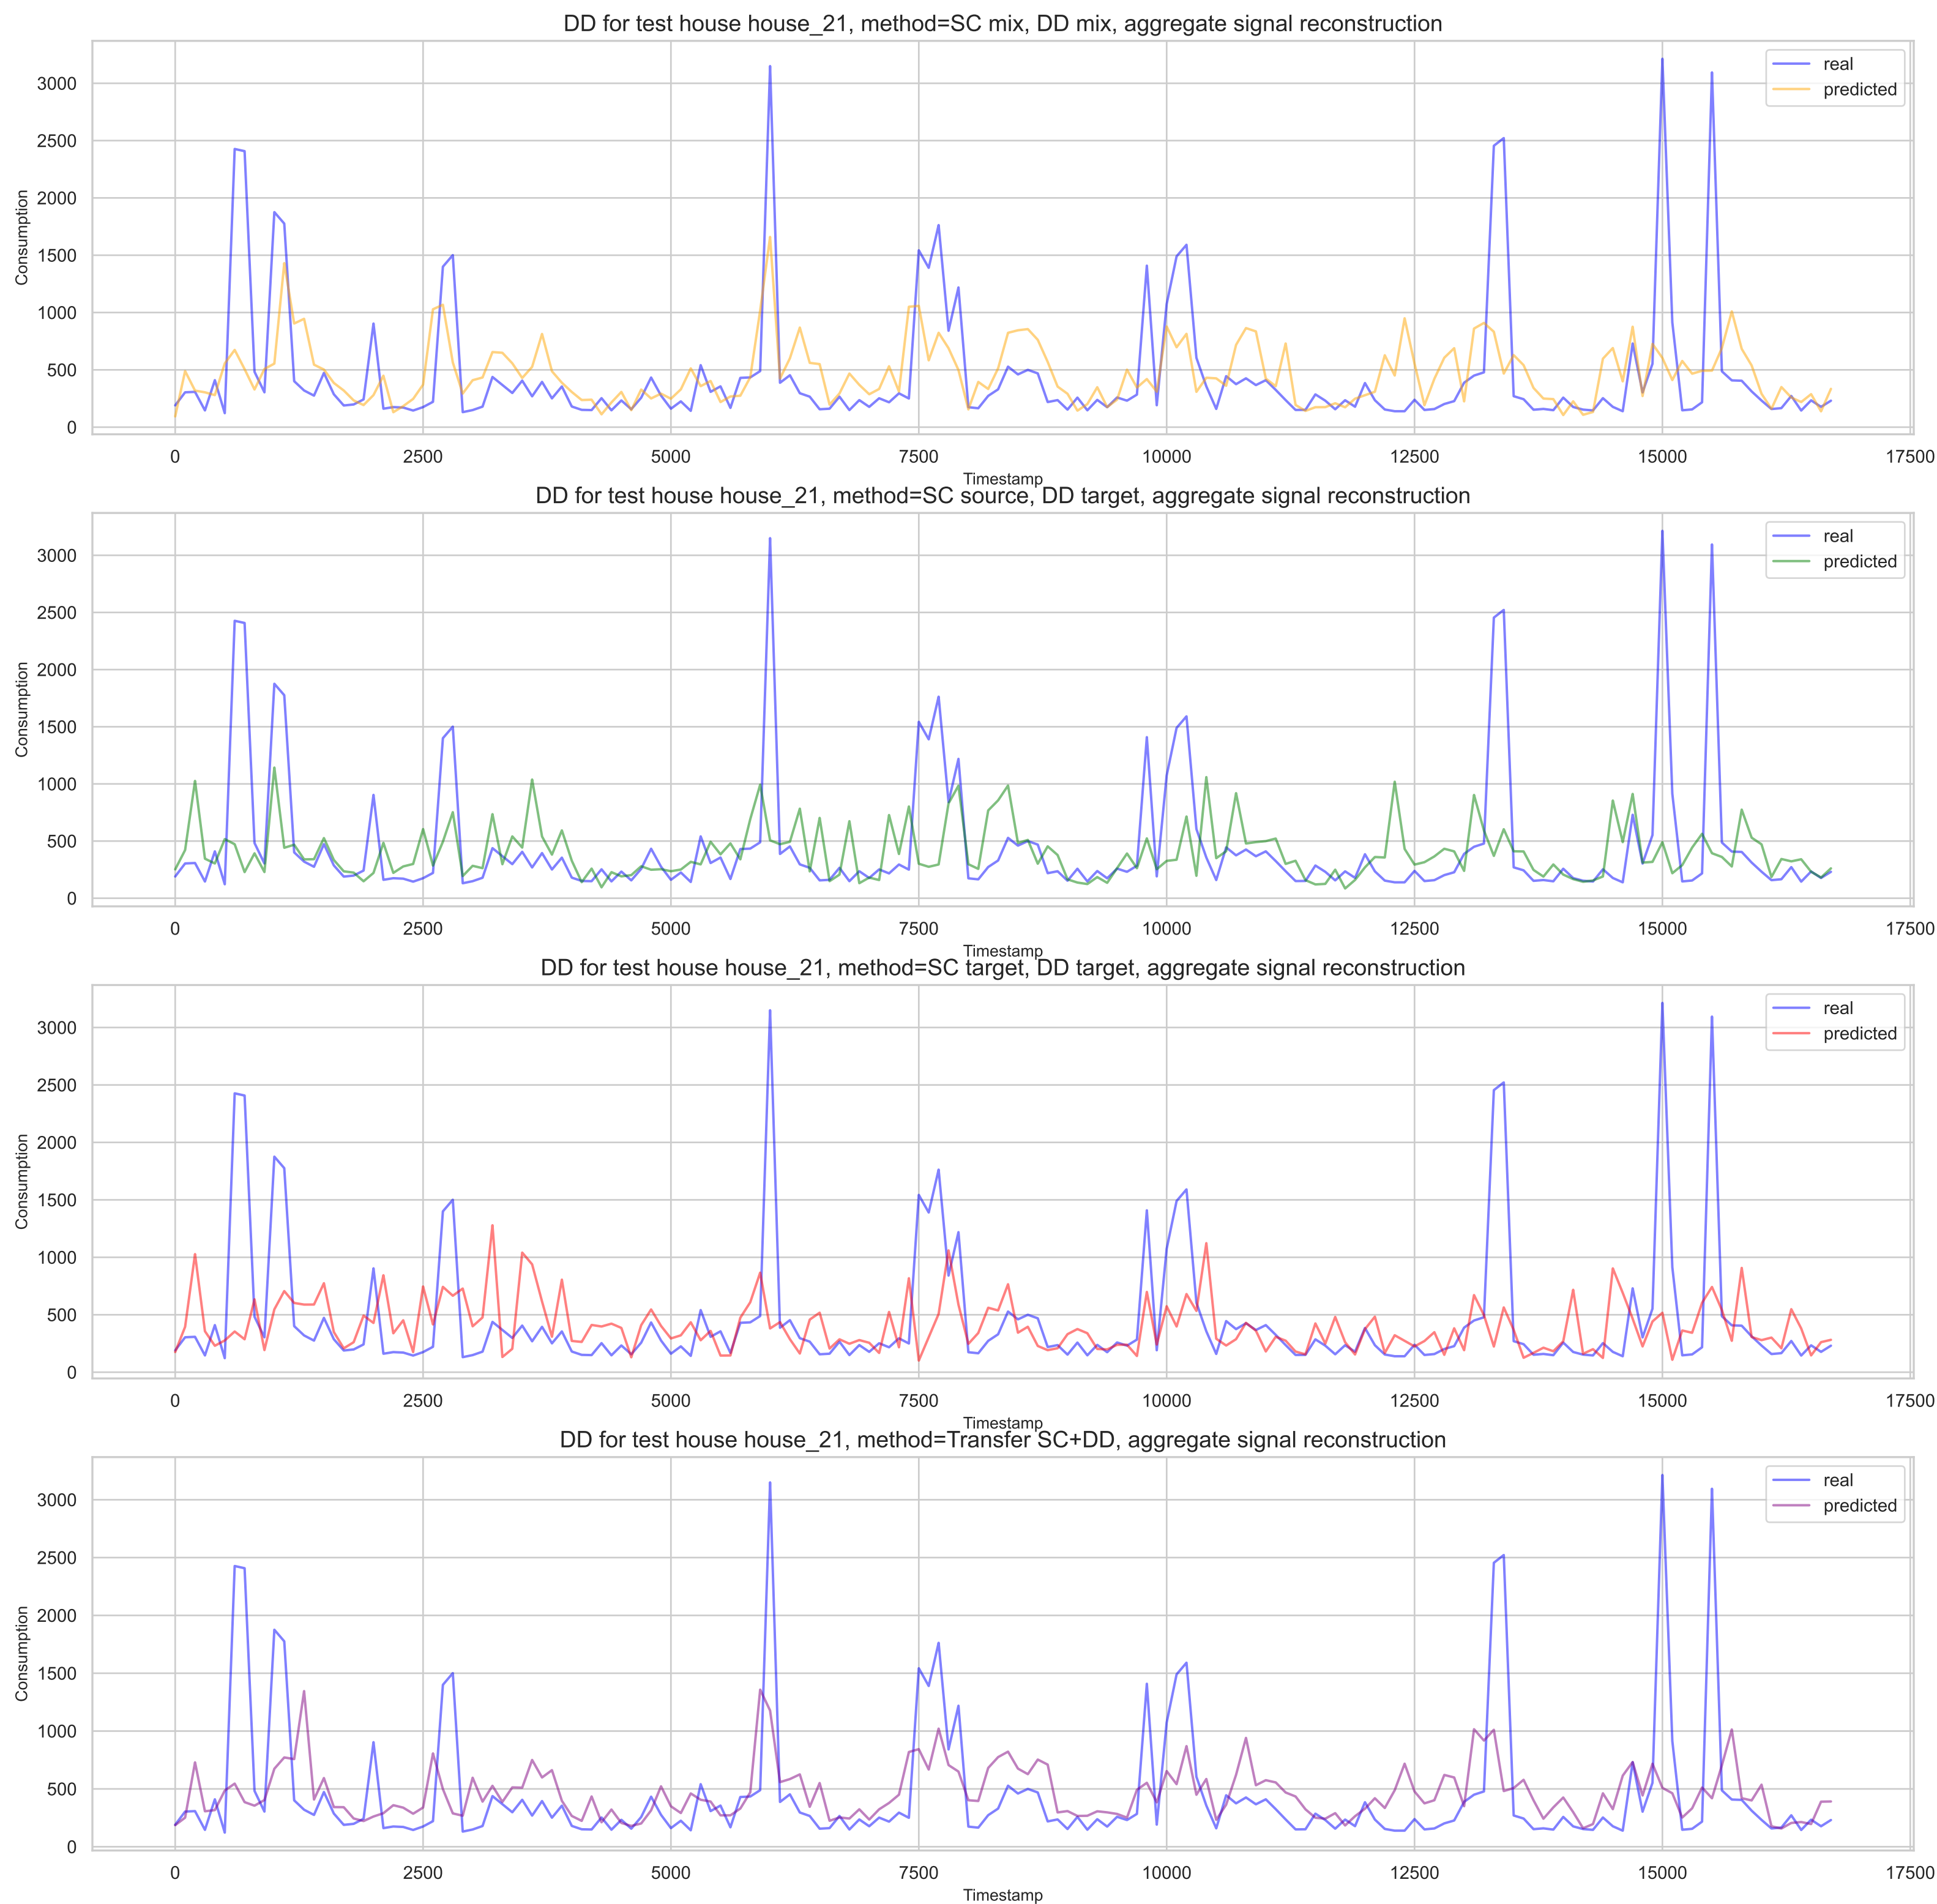 DD for test house house_21, method=SC mix, DD mix, aggregate signal reconstruction
real
predicted
3000
2500
2000
1500
1000
500
0
Consumption
0 2500 5000 7500 10000 12500 15000 17500
Timestamp
DD for test house house_21, method=SC source, DD target, aggregate signal reconstruction
real
predicted
3000
2500
2000
1500
1000
500
0
Consumption
0 2500 5000 7500 10000 12500 15000 17500
Timestamp
DD for test house house_21, method=SC target, DD target, aggregate signal reconstruction
real
predicted
3000
2500
2000
1500
1000
500
0
Consumption
0 2500 5000 7500 10000 12500 15000 17500
Timestamp
DD for test house house_21, method=Transfer SC+DD, aggregate signal reconstruction
real
predicted
3000
2500
2000
1500
1000
500
0
Consumption
0 2500 5000 7500 10000 12500 15000 17500
Timestamp